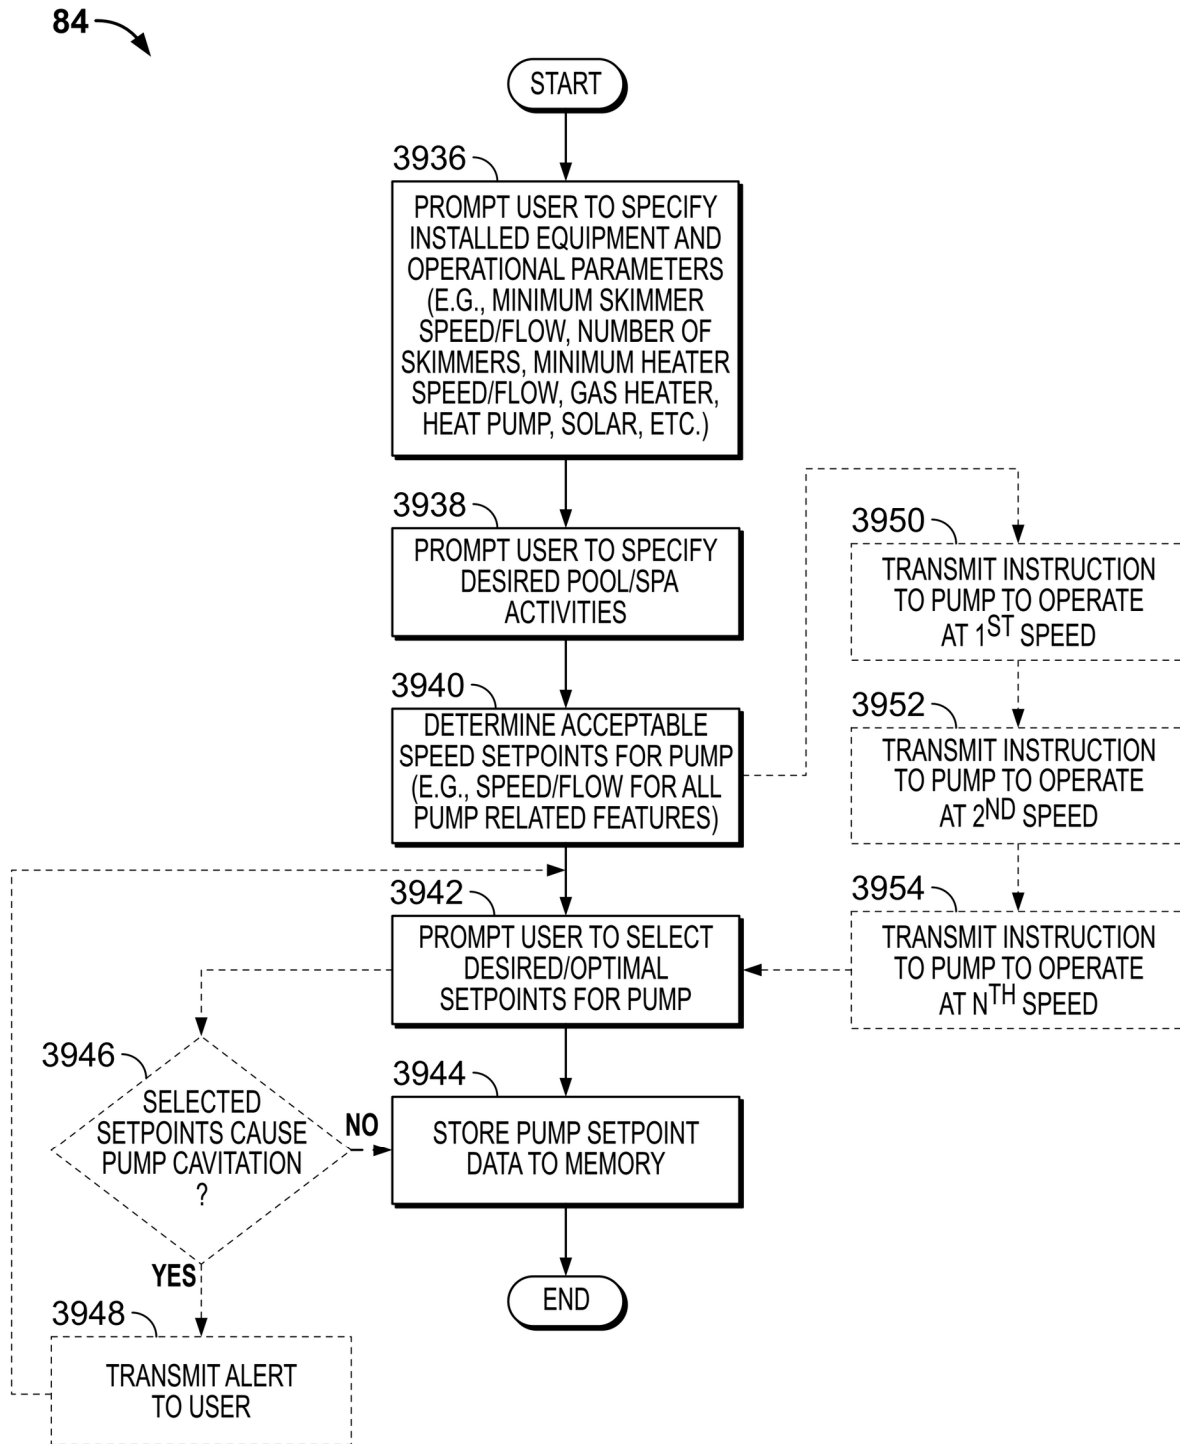 84
START
3936
PROMPT USER TO SPECIFY
INSTALLED EQUIPMENT AND
OPERATIONAL PARAMETERS
(E.G., MINIMUM SKIMMER
SPEED/FLOW, NUMBER OF
SKIMMERS, MINIMUM HEATER
SPEED/FLOW, GAS HEATER,
HEAT PUMP, SOLAR, ETC.)
3938
PROMPT USER TO SPECIFY
DESIRED POOL/SPA
ACTIVITIES
3940
DETERMINE ACCEPTABLE
SPEED SETPOINTS FOR PUMP
(E.G., SPEED/FLOW FOR ALL
PUMP RELATED FEATURES)
3950
TRANSMIT INSTRUCTION
TO PUMP TO OPERATE
AT 1ST SPEED
3952
TRANSMIT INSTRUCTION
TO PUMP TO OPERATE
AT 2ND SPEED
3954
TRANSMIT INSTRUCTION
TO PUMP TO OPERATE
AT NTH SPEED
3942
PROMPT USER TO SELECT
DESIRED/OPTIMAL
SETPOINTS FOR PUMP
3946
SELECTED
SETPOINTS CAUSE
PUMP CAVITATION
?
NO
YES
3944
STORE PUMP SETPOINT
DATA TO MEMORY
3948
TRANSMIT ALERT
TO USER
END